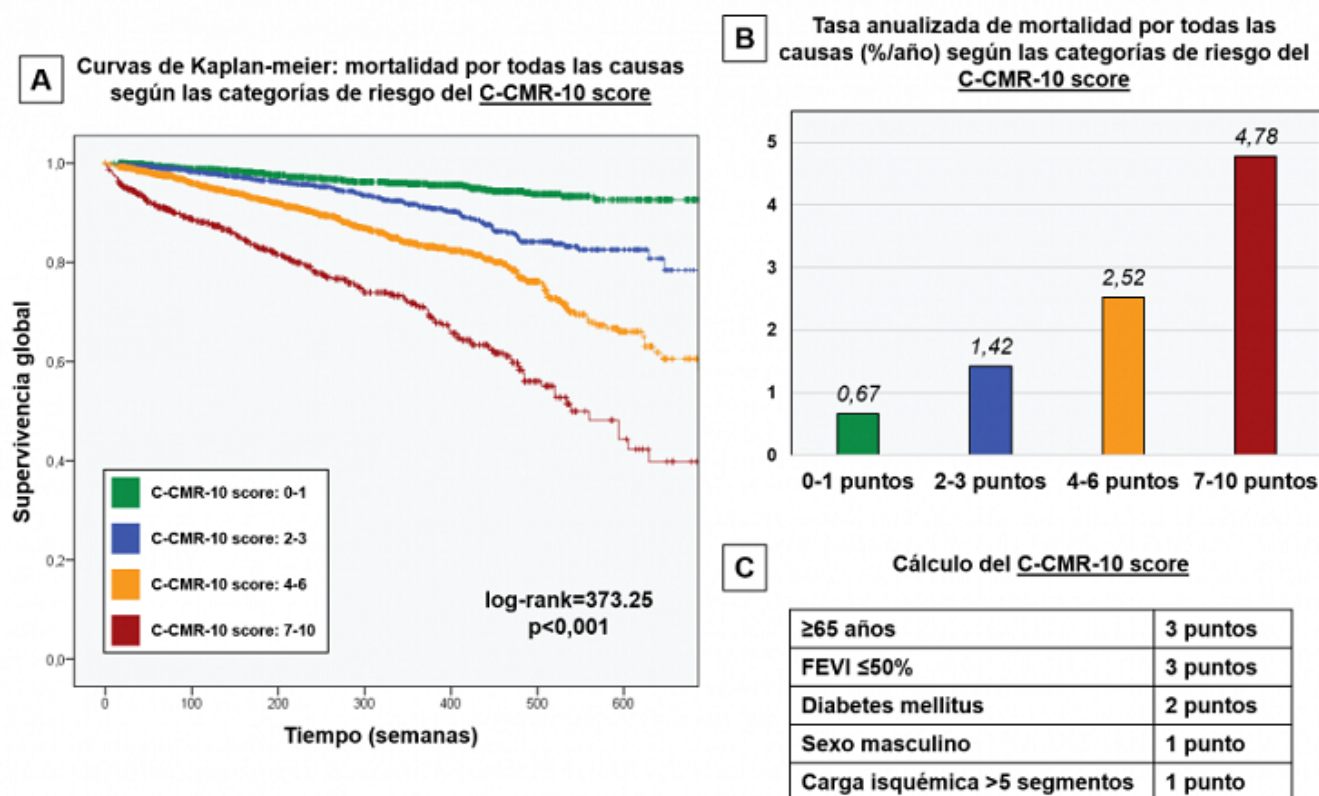 A
Curvas de Kaplan-meier: mortalidad por todas las causas
según las categorías de riesgo del C-CMR-10 score
Supervivencia global
1,0
0,8
0,6
0,4
0,2
0,0
0 100 200 300 400 500 600
Tiempo (semanas)
C-CMR-10 score: 0-1
C-CMR-10 score: 2-3
C-CMR-10 score: 4-6
C-CMR-10 score: 7-10
log-rank=373.25
p<0,001
B
Tasa anualizada de mortalidad por todas las
causas (%/año) según las categorías de riesgo del
C-CMR-10 score
5
4
3
2
1
0
0,67
1,42
2,52
4,78
0-1 puntos 2-3 puntos 4-6 puntos 7-10 puntos
C
Cálculo del C-CMR-10 score
≥65 años 3 puntos
FEVI ≤50% 3 puntos
Diabetes mellitus 2 puntos
Sexo masculino 1 punto
Carga isquémica >5 segmentos 1 punto